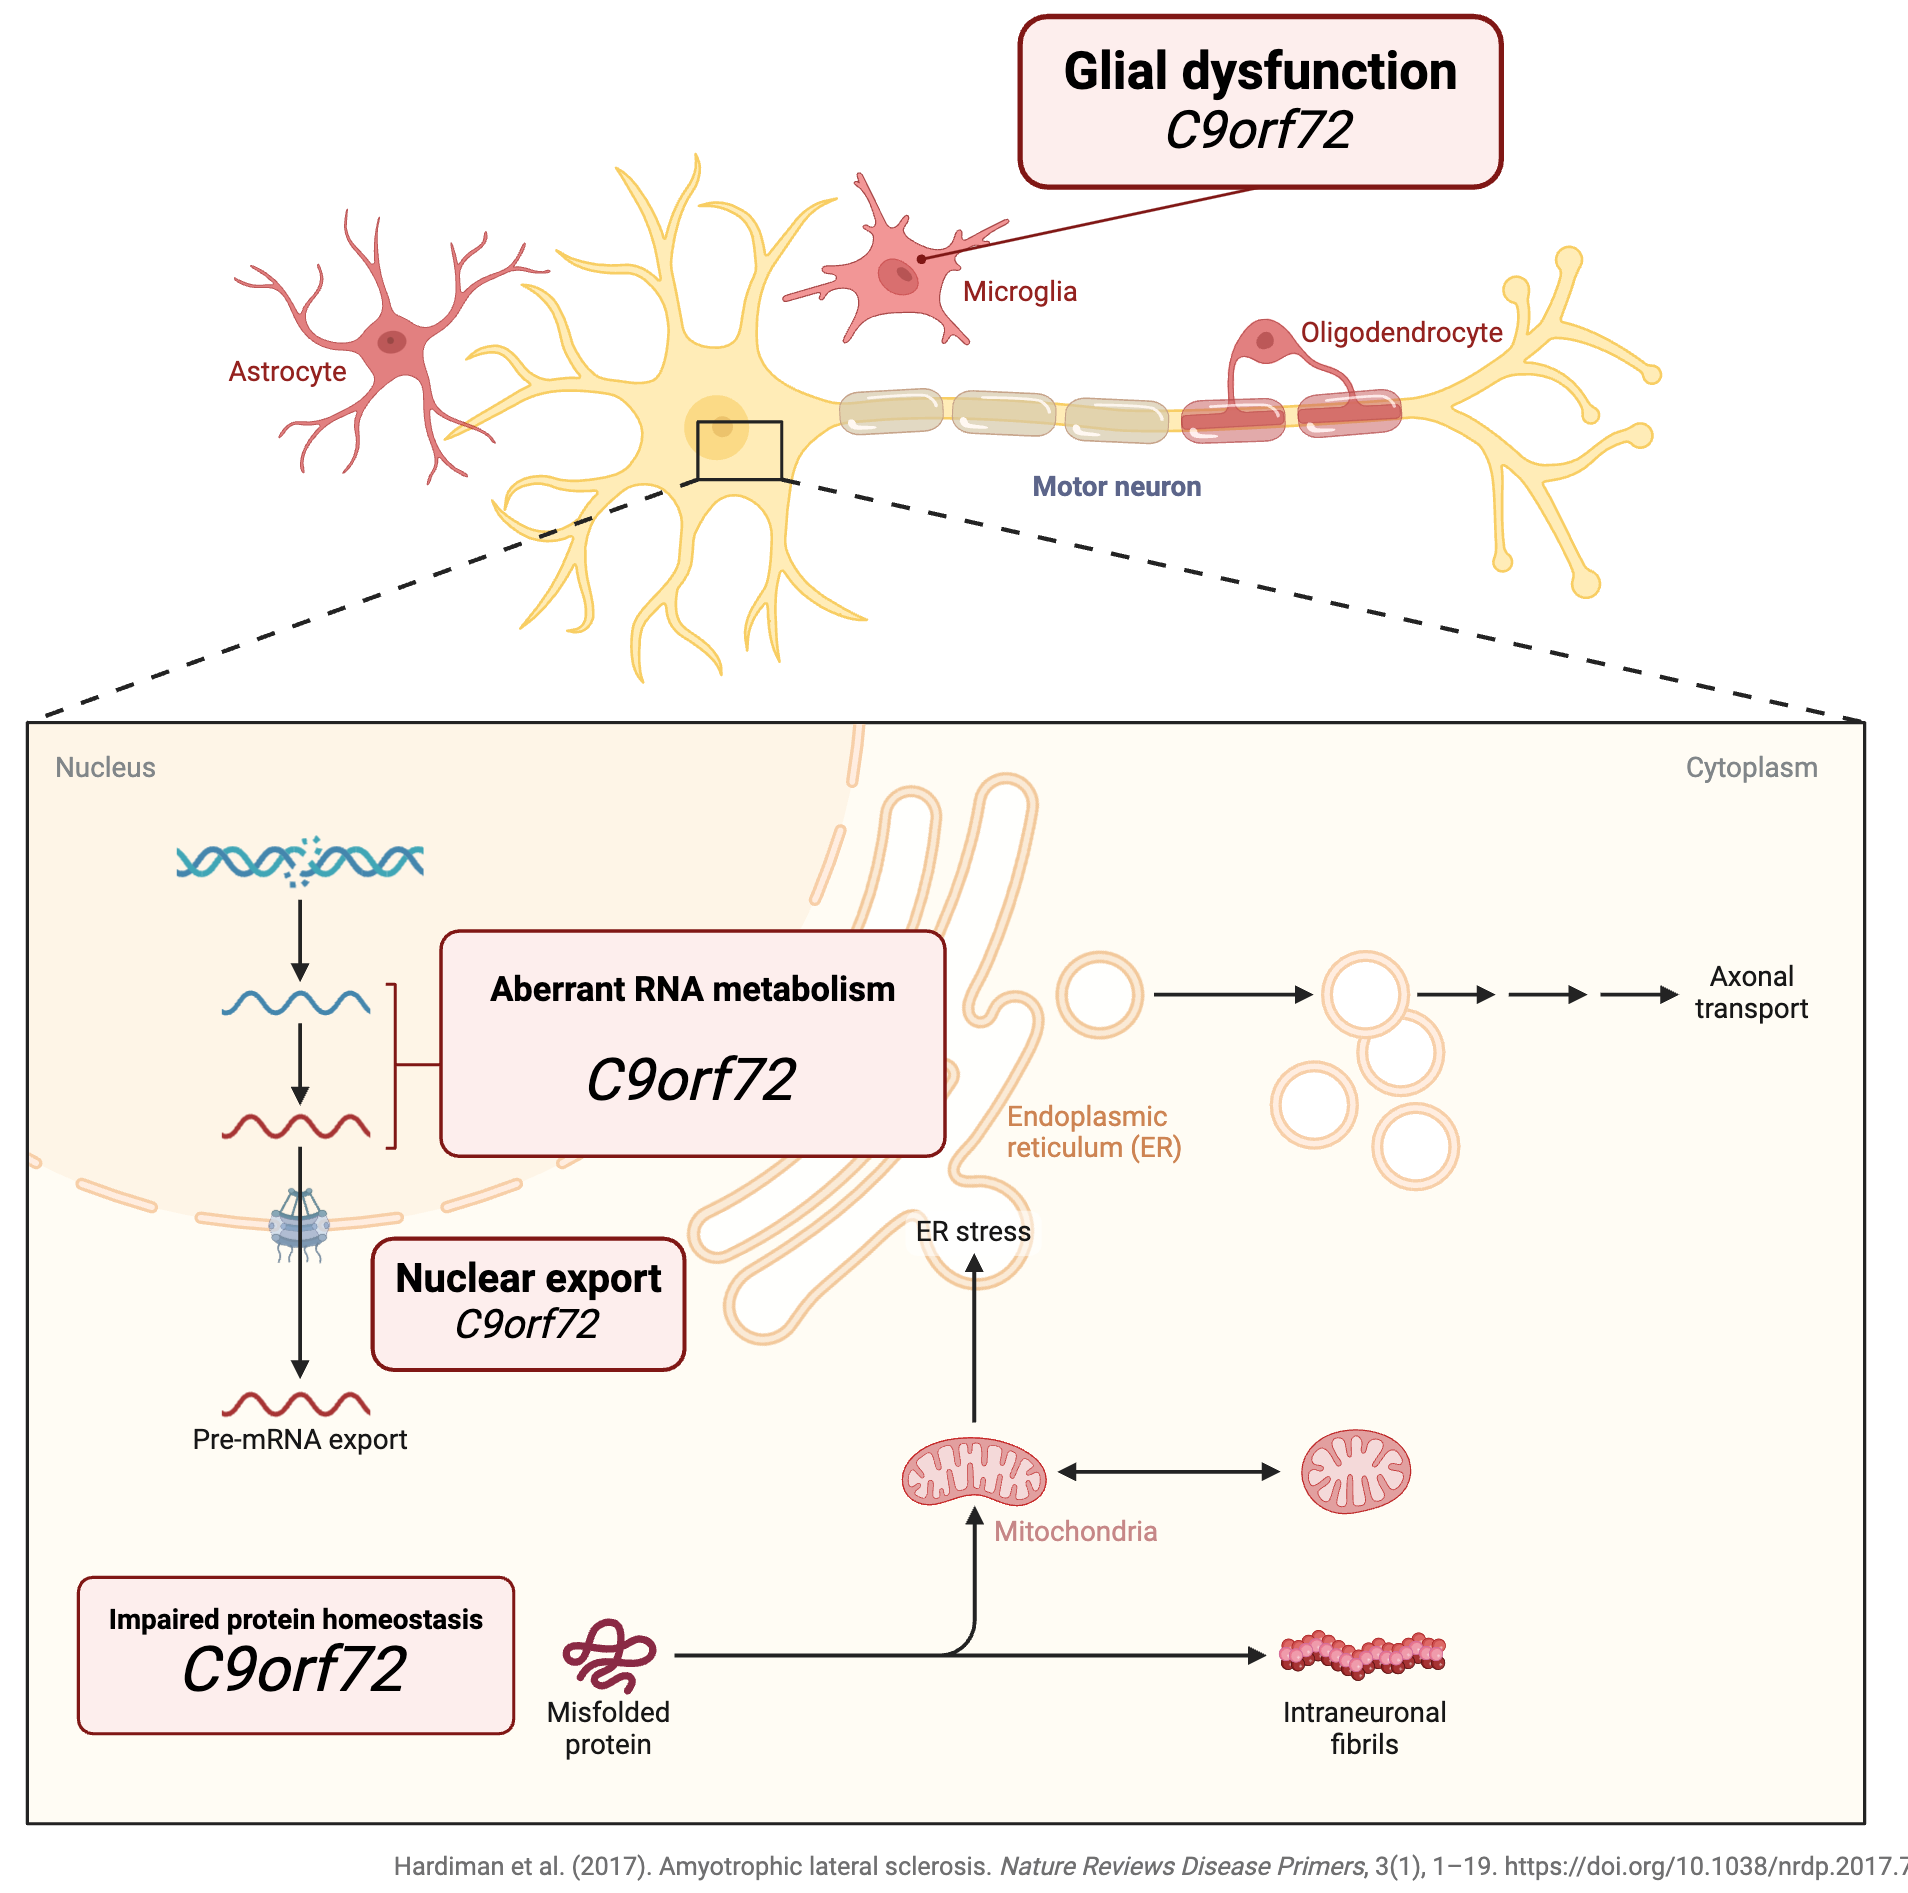 Glial dysfunction
C9orf72
Microglia
Oligodendrocyte
Astrocyte
Motor neuron
Nucleus
Cytoplasm
Aberrant RNA metabolism
C9orf72
Axonal
transport
Endoplasmic
reticulum (ER)
ER stress
Nuclear export
C9orf72
Pre-mRNA export
Mitochondria
Impaired protein homeostasis
C9orf72
Misfolded
protein
Intraneuronal
fibrils
Hardiman et al. (2017). Amyotrophic lateral sclerosis. Nature Reviews Disease Primers, 3(1), 1–19. https://doi.org/10.1038/nrdp.2017.7